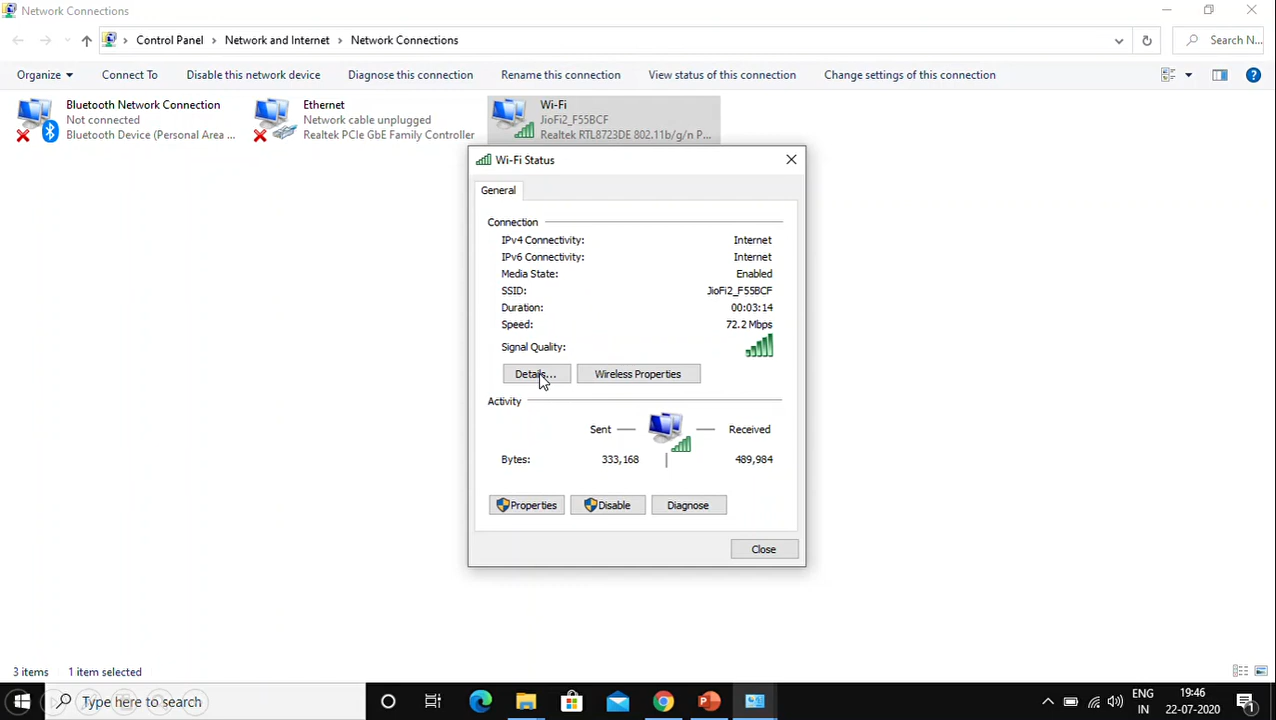 Network Connections
Control Panel > Network and Internet > Network Connections
Search N...
Organize
Connect To
Disable this network device
Diagnose this connection
Rename this connection
View status of this connection
Change settings of this connection
Bluetooth Network Connection
Not connected
Bluetooth Device (Personal Area ...
Ethernet
Network cable unplugged
Realtek PCIe GbE Family Controller
Wi-Fi
JioFi2_F55BCF
Realtek RTL8723DE 802.11b/g/n P...
Wi-Fi Status
General
Connection
IPv4 Connectivity: Internet
IPv6 Connectivity: Internet
Media State: Enabled
SSID: JioFi2_F55BCF
Duration: 00:03:14
Speed: 72.2 Mbps
Signal Quality:
Details...
Wireless Properties
Activity
Sent
Received
Bytes: 333,168 489,984
Properties
Disable
Diagnose
Close
3 items
1 item selected
Type here to search
ENG
IN
19:46
22-07-2020
1